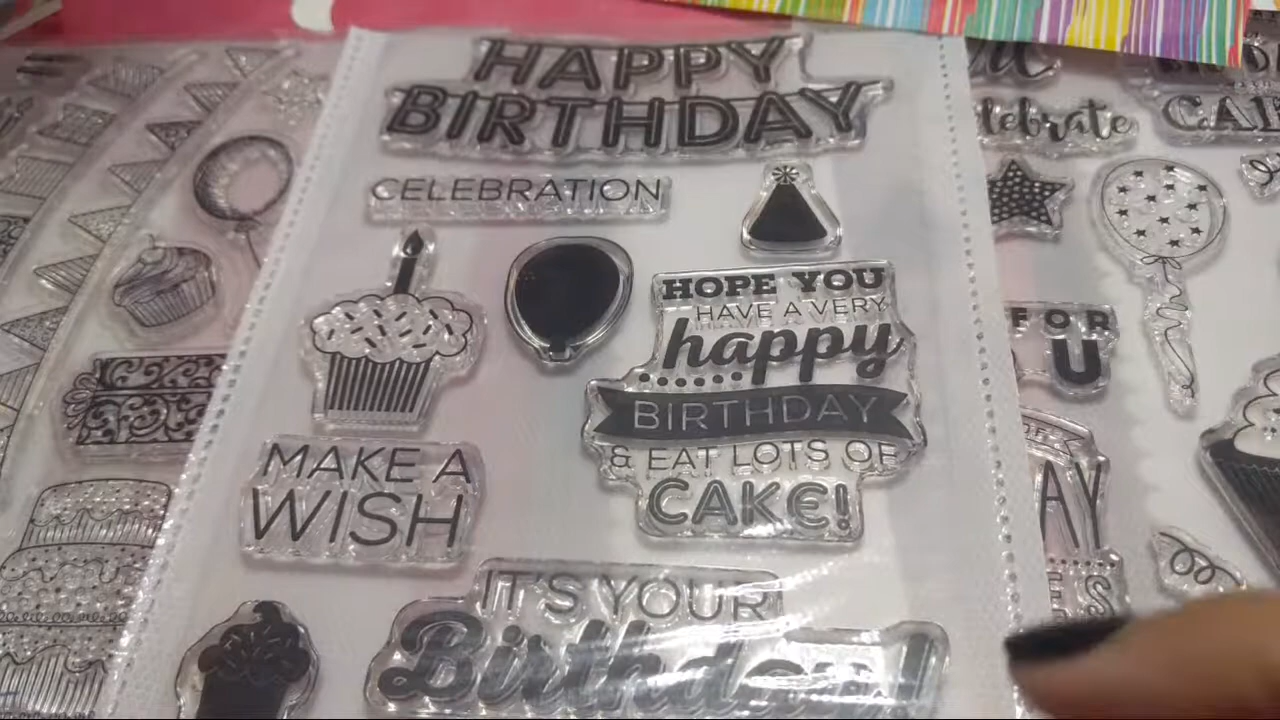 HAPPY
BIRTHDAY
CELEBRATION
HOPE YOU
HAVE A VERY
happy
BIRTHDAY
& EAT LOTS OF
CAKE!
MAKE A
WISH
IT'S YOUR
Birthday!
FOR
U